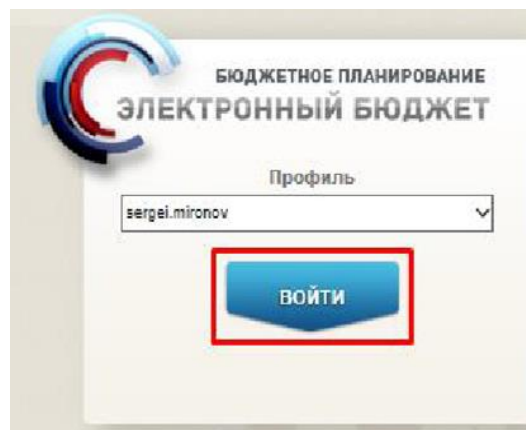 БЮДЖЕТНОЕ ПЛАНИРОВАНИЕ
ЭЛЕКТРОННЫЙ БЮДЖЕТ
Профиль
sergei.mironov
ВОЙТИ